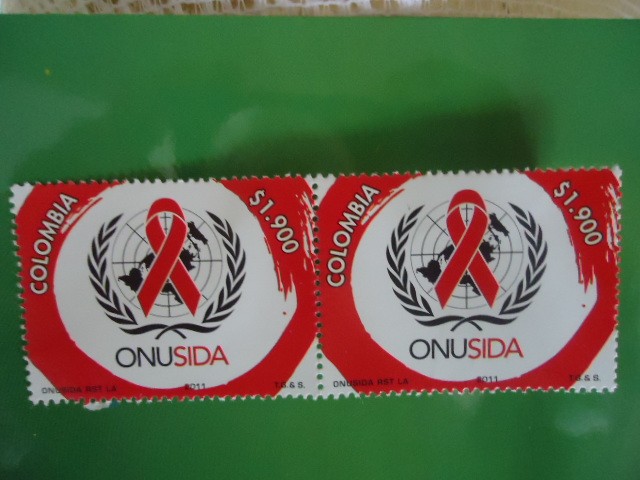 COLOMBIA
$1.900
ONUSIDA
ONUSIDA RST LA 2011 T.G.& S.
COLOMBIA
$1.900
ONUSIDA
ONUSIDA RST LA 2011 T.G.& S.